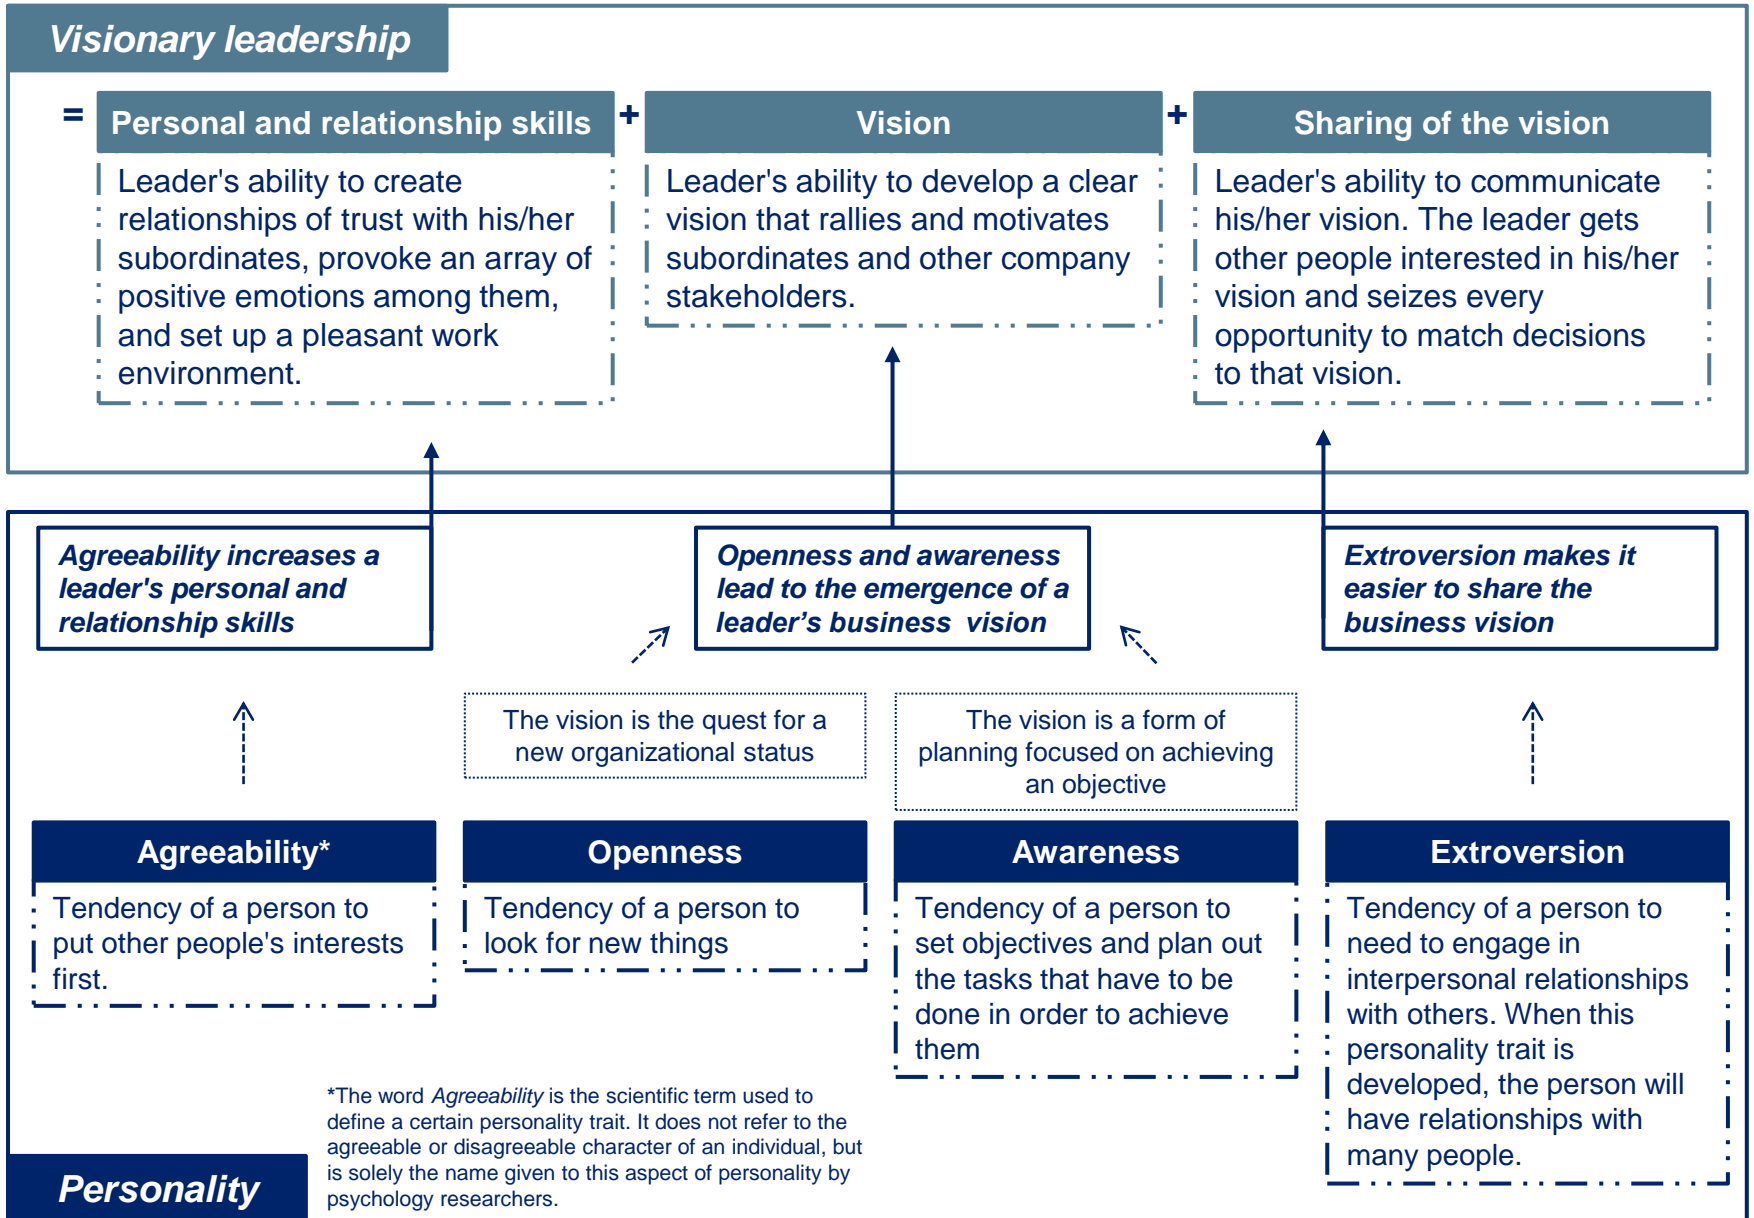 Visionary leadership
=
Personal and relationship skills
+
Vision
+
Sharing of the vision
Leader's ability to create
relationships of trust with his/her
subordinates, provoke an array of
positive emotions among them,
and set up a pleasant work
environment.
Leader's ability to develop a clear
vision that rallies and motivates
subordinates and other company
stakeholders.
Leader's ability to communicate
his/her vision. The leader gets
other people interested in his/her
vision and seizes every
opportunity to match decisions
to that vision.
Agreeability increases a
leader's personal and
relationship skills
Openness and awareness
lead to the emergence of a
leader’s business vision
Extroversion makes it
easier to share the
business vision
The vision is the quest for a
new organizational status
The vision is a form of
planning focused on achieving
an objective
Agreeability*
Tendency of a person to
put other people's interests
first.
Openness
Tendency of a person to
look for new things
Awareness
Tendency of a person to
set objectives and plan out
the tasks that have to be
done in order to achieve
them
Extroversion
Tendency of a person to
need to engage in
interpersonal relationships
with others. When this
personality trait is
developed, the person will
have relationships with
many people.
*The word Agreeability is the scientific term used to
define a certain personality trait. It does not refer to the
agreeable or disagreeable character of an individual, but
is solely the name given to this aspect of personality by
psychology researchers.
Personality